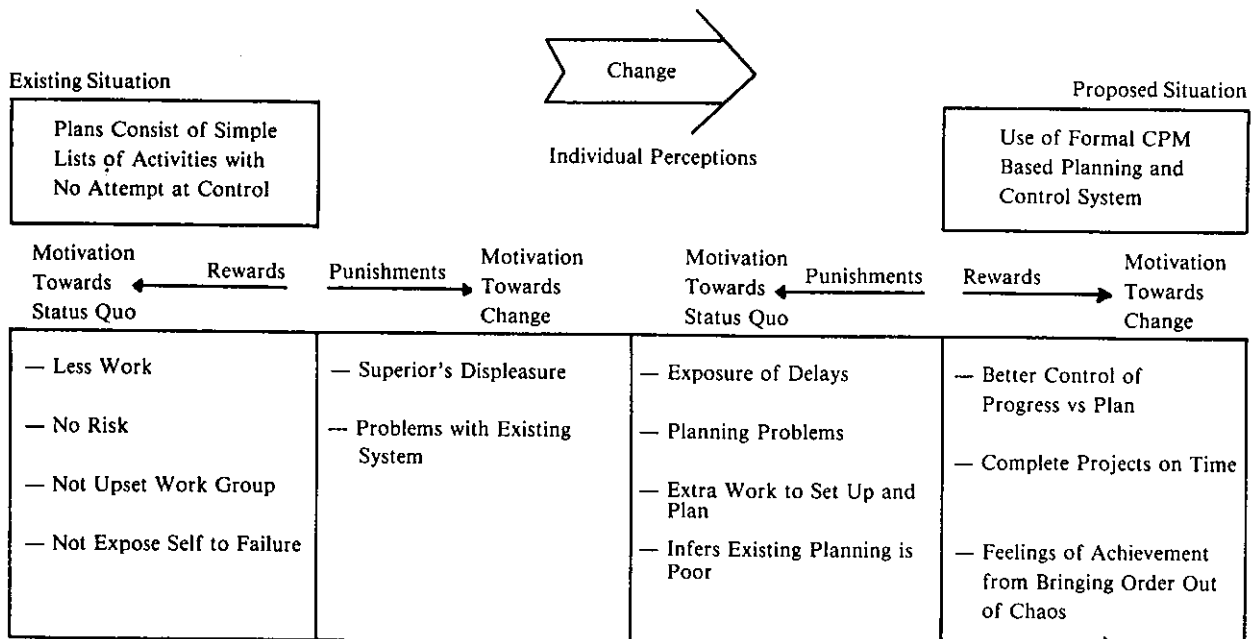 Change
Existing Situation
Proposed Situation
Plans Consist of Simple
Lists of Activities with
No Attempt at Control
Individual Perceptions
Use of Formal CPM
Based Planning and
Control System
Motivation
Towards
Status Quo
Rewards
Punishments
Motivation
Towards
Change
Motivation
Towards
Status Quo
Punishments
Rewards
Motivation
Towards
Change
— Less Work
— No Risk
— Not Upset Work Group
— Not Expose Self to Failure
— Superior's Displeasure
— Problems with Existing
System
— Exposure of Delays
— Planning Problems
— Extra Work to Set Up and
Plan
— Infers Existing Planning is
Poor
— Better Control of
Progress vs Plan
— Complete Projects on Time
— Feelings of Achievement
from Bringing Order Out
of Chaos